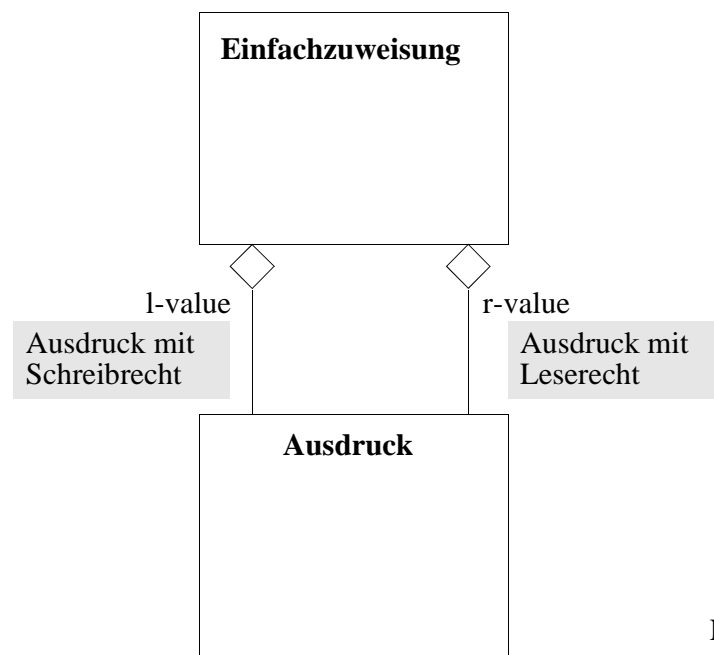 Einfachzuweisung
l-value
r-value
Ausdruck mit
Schreibrecht
Ausdruck mit
Leserecht
Ausdruck